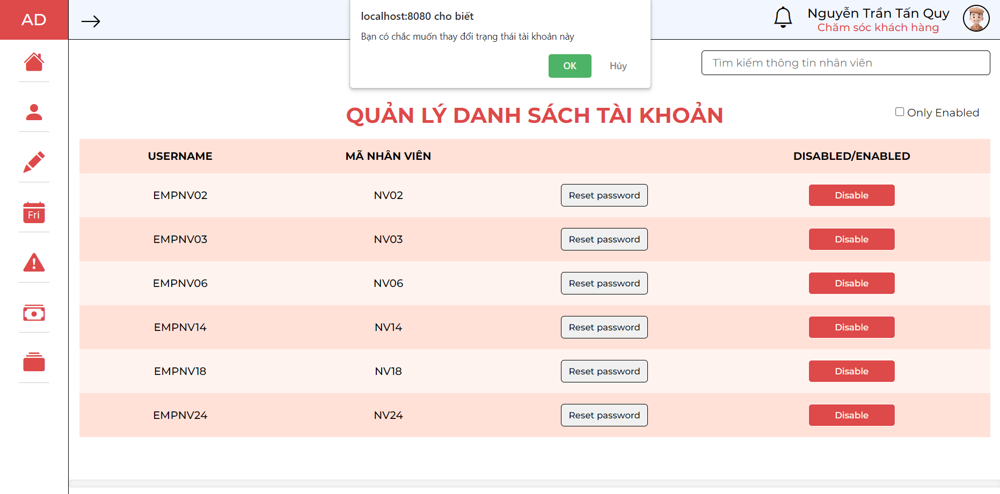 AD
localhost:8080 cho biết
Bạn có chắc muốn thay đổi trạng thái tài khoản này
OK
Hủy
Nguyễn Trần Tấn Quy
Chăm sóc khách hàng
Tìm kiếm thông tin nhân viên
QUẢN LÝ DANH SÁCH TÀI KHOẢN
Only Enabled
USERNAME MÃ NHÂN VIÊN DISABLED/ENABLED
EMPNV02 NV02 Reset password Disable
EMPNV03 NV03 Reset password Disable
Fri
EMPNV06 NV06 Reset password Disable
EMPNV14 NV14 Reset password Disable
EMPNV18 NV18 Reset password Disable
EMPNV24 NV24 Reset password Disable